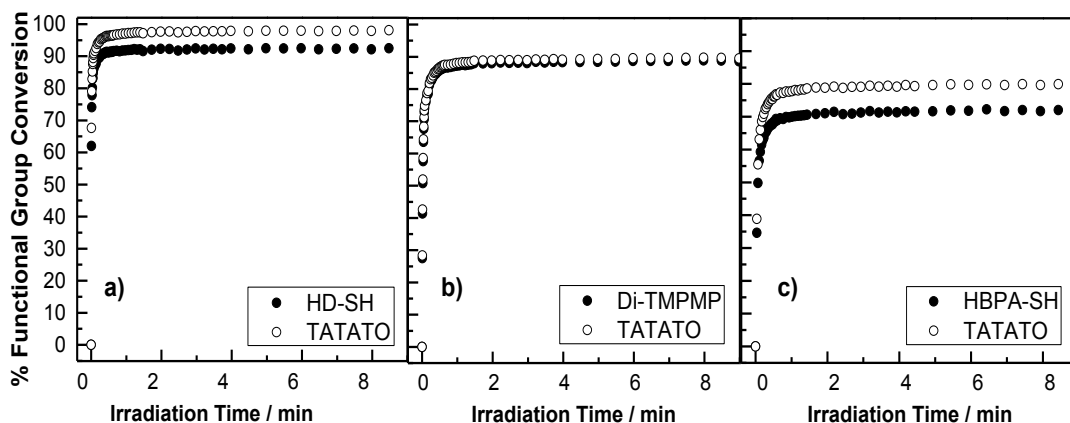 % Functional Group Conversion
100
90
80
70
60
50
40
30
20
10
0
a)
HD-SH
TATATO
b)
Di-TMPMP
TATATO
c)
HBPA-SH
TATATO
0 2 4 6 8
0 2 4 6 8
0 2 4 6 8
Irradiation Time / min
Irradiation Time / min
Irradiation Time / min